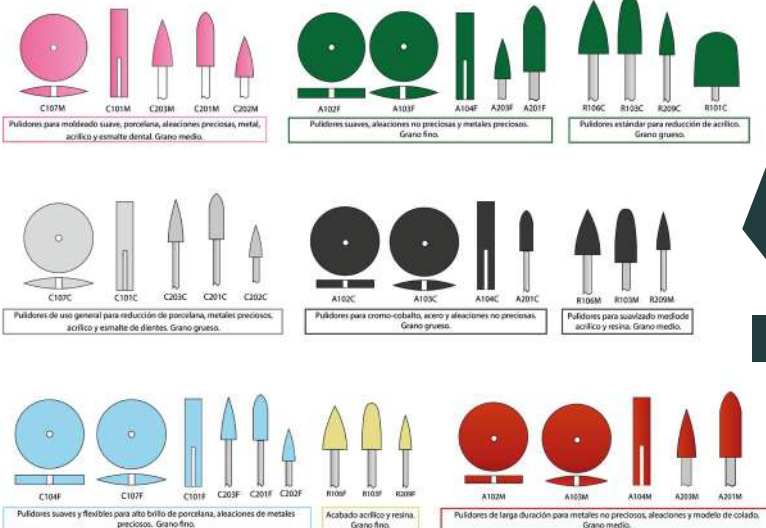 C107M C101M C203M C201M C202M
Pulidores para moldeado suave, porcelana, aleaciones preciosas, metal,
acrílico y esmalte dental. Grano medio.
A102F A103F A104F A203F A201F
Pulidores suaves, aleaciones no preciosas y metales preciosos.
Grano fino.
R106C R103C R209C R101C
Pulidores estándar para reducción de acrílico.
Grano grueso.
C107C C101C C203C C201C C202C
Pulidores de uso general para reducción de porcelana, metales preciosos,
acrílico y esmalte de dientes. Grano grueso.
A102C A103C A104C A201C
Pulidores para cromo-cobalto, acero y aleaciones no preciosas.
Grano grueso.
R106M R103M R209M
Pulidores para suavizado mediode
acrílico y resina. Grano medio.
C104F C107F C101F C203F C201F C202F
Pulidores suaves y flexibles para alto brillo de porcelana, aleaciones de metales
preciosos. Grano fino.
R106F R103F R209F
Acabado acrílico y resina.
Grano fino.
A102M A103M A104M A203M A201M
Pulidores de larga duración para metales no preciosos, aleaciones y modelo de colado.
Grano medio.